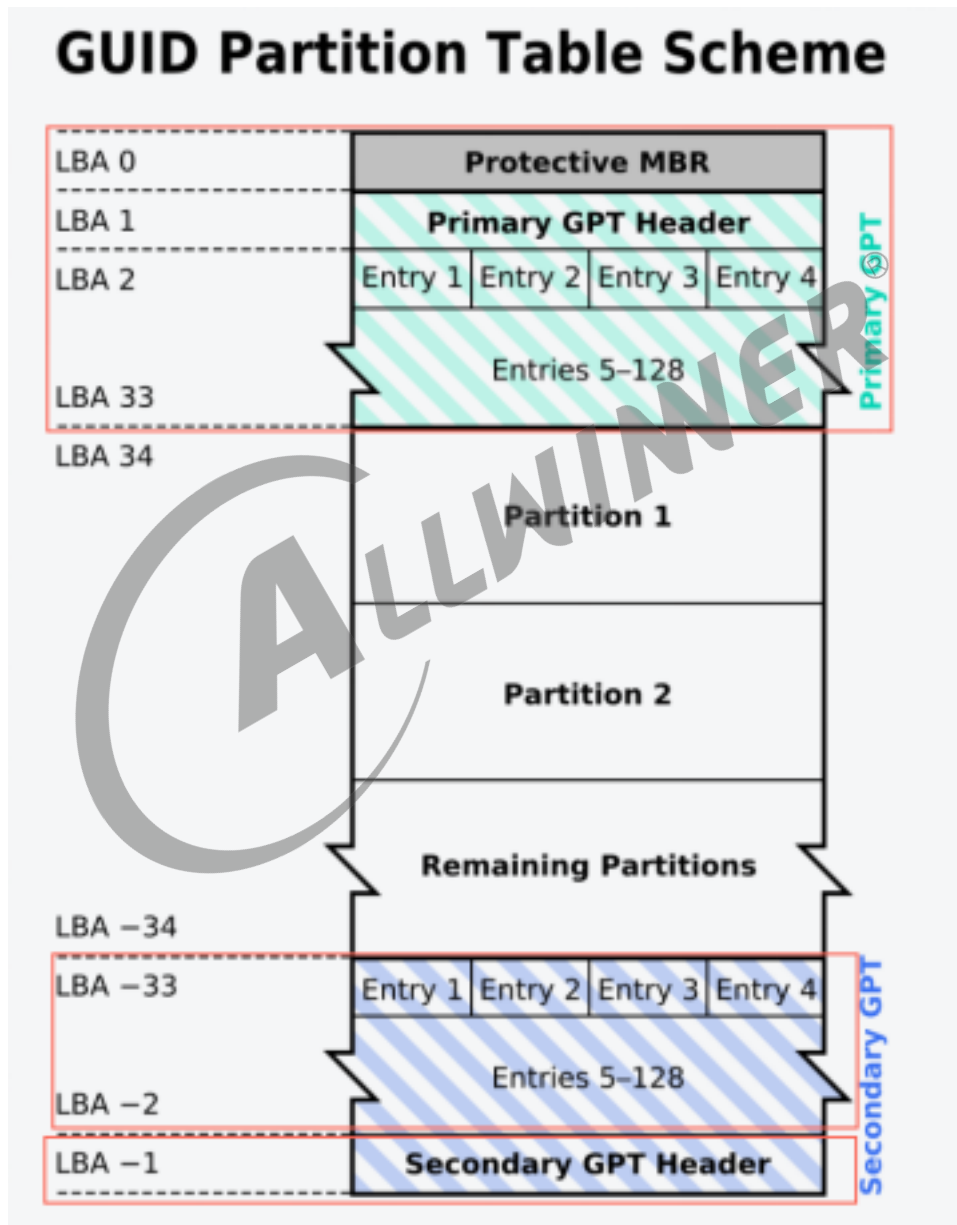 GUID Partition Table Scheme
LBA 0
Protective MBR
LBA 1
Primary GPT Header
LBA 2
Entry 1 Entry 2 Entry 3 Entry 4
Entries 5–128
LBA 33
Primary GPT
LBA 34
ALLWINNER
Partition 1
Partition 2
Remaining Partitions
LBA −34
LBA −33
Entry 1 Entry 2 Entry 3 Entry 4
Entries 5–128
LBA −2
LBA −1
Secondary GPT Header
Secondary GPT